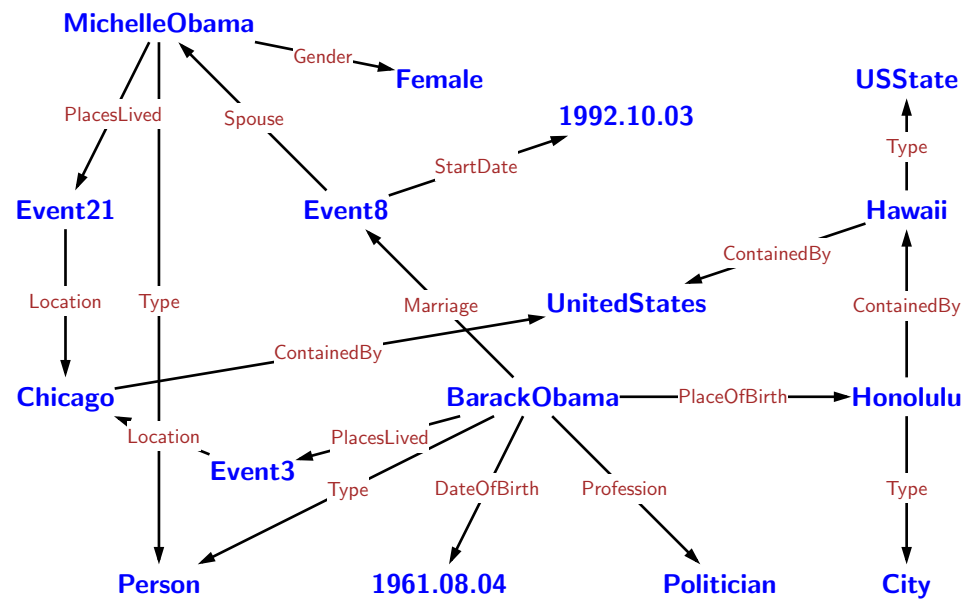 MichelleObama
Gender
Female
USState
PlacesLived
Spouse
1992.10.03
Type
StartDate
Event21
Event8
Hawaii
ContainedBy
Location
Type
Marriage
UnitedStates
ContainedBy
ContainedBy
Chicago
BarackObama
PlaceOfBirth
Honolulu
Location
PlacesLived
Event3
Type
DateOfBirth
Profession
Type
Person
1961.08.04
Politician
City